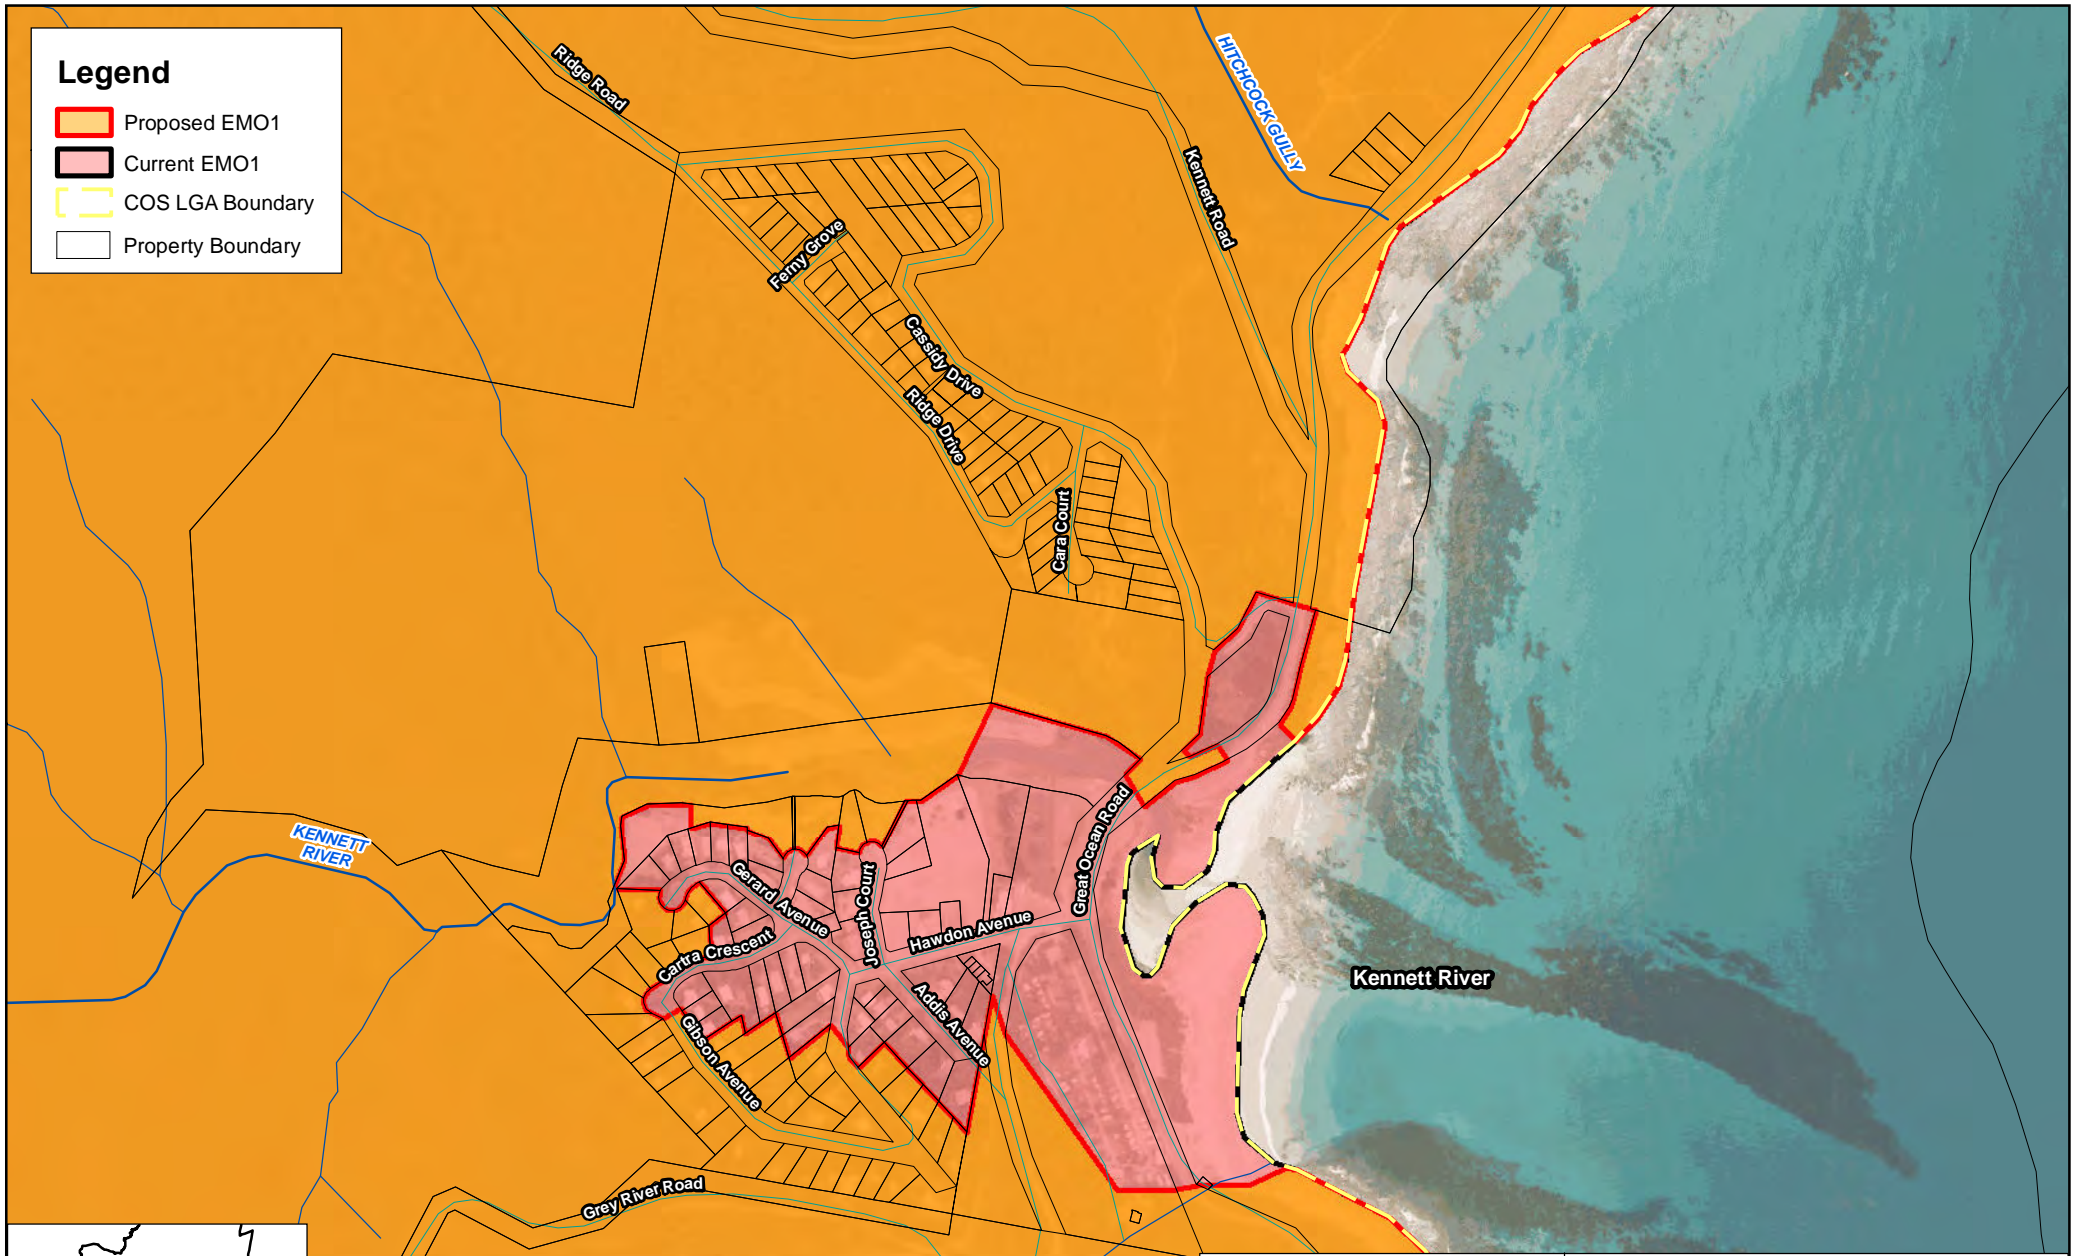 Legend
Proposed EMO1
Current EMO1
COS LGA Boundary
Property Boundary
Ridge Road
HITCHCOCK GULLY
Kennett Road
Ferny Grove
Cassidy Drive
Ridge Drive
Cara Court
KENNETT
RIVER
Great Ocean Road
Gerard Avenue
Joseph Court
Hawdon Avenue
Cartra Crescent
Kennett River
Addis Avenue
Gibson Avenue
Grey River Road